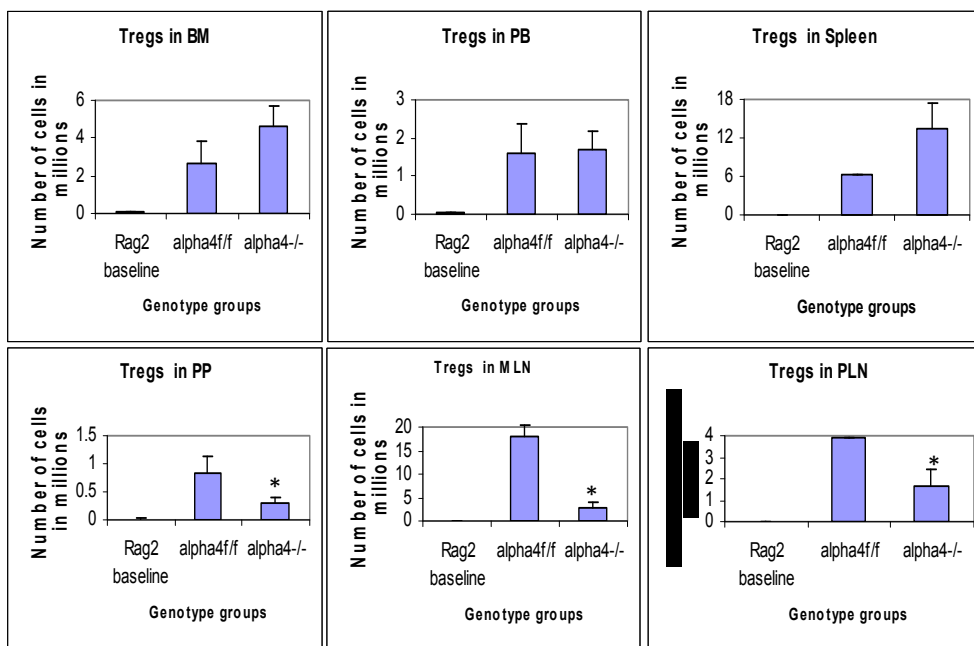 Tregs in BM
Number of cells in
millions
6
4
2
0
Rag2
baseline
alpha4f/f
alpha4-/-
Genotype groups
Tregs in PB
Number of cells in
millions
3
2
1
0
Rag2
baseline
alpha4f/f
alpha4-/-
Genotype groups
Tregs in Spleen
Number of cells in
millions
18
12
6
0
Rag2
baseline
alpha4f/f
alpha4-/-
Genotype groups
Tregs in PP
Number of cells
in millions
1.5
1
0.5
0
*
Rag2
baseline
alpha4f/f
alpha4-/-
Genotype groups
Tregs in MLN
Number of cells in
millions
20
15
10
5
0
*
Rag2
baseline
alpha4f/f
alpha4-/-
Genotype groups
Tregs in PLN
4
3
2
1
0
*
Rag2
baseline
alpha4f/f
alpha4-/-
Genotype groups